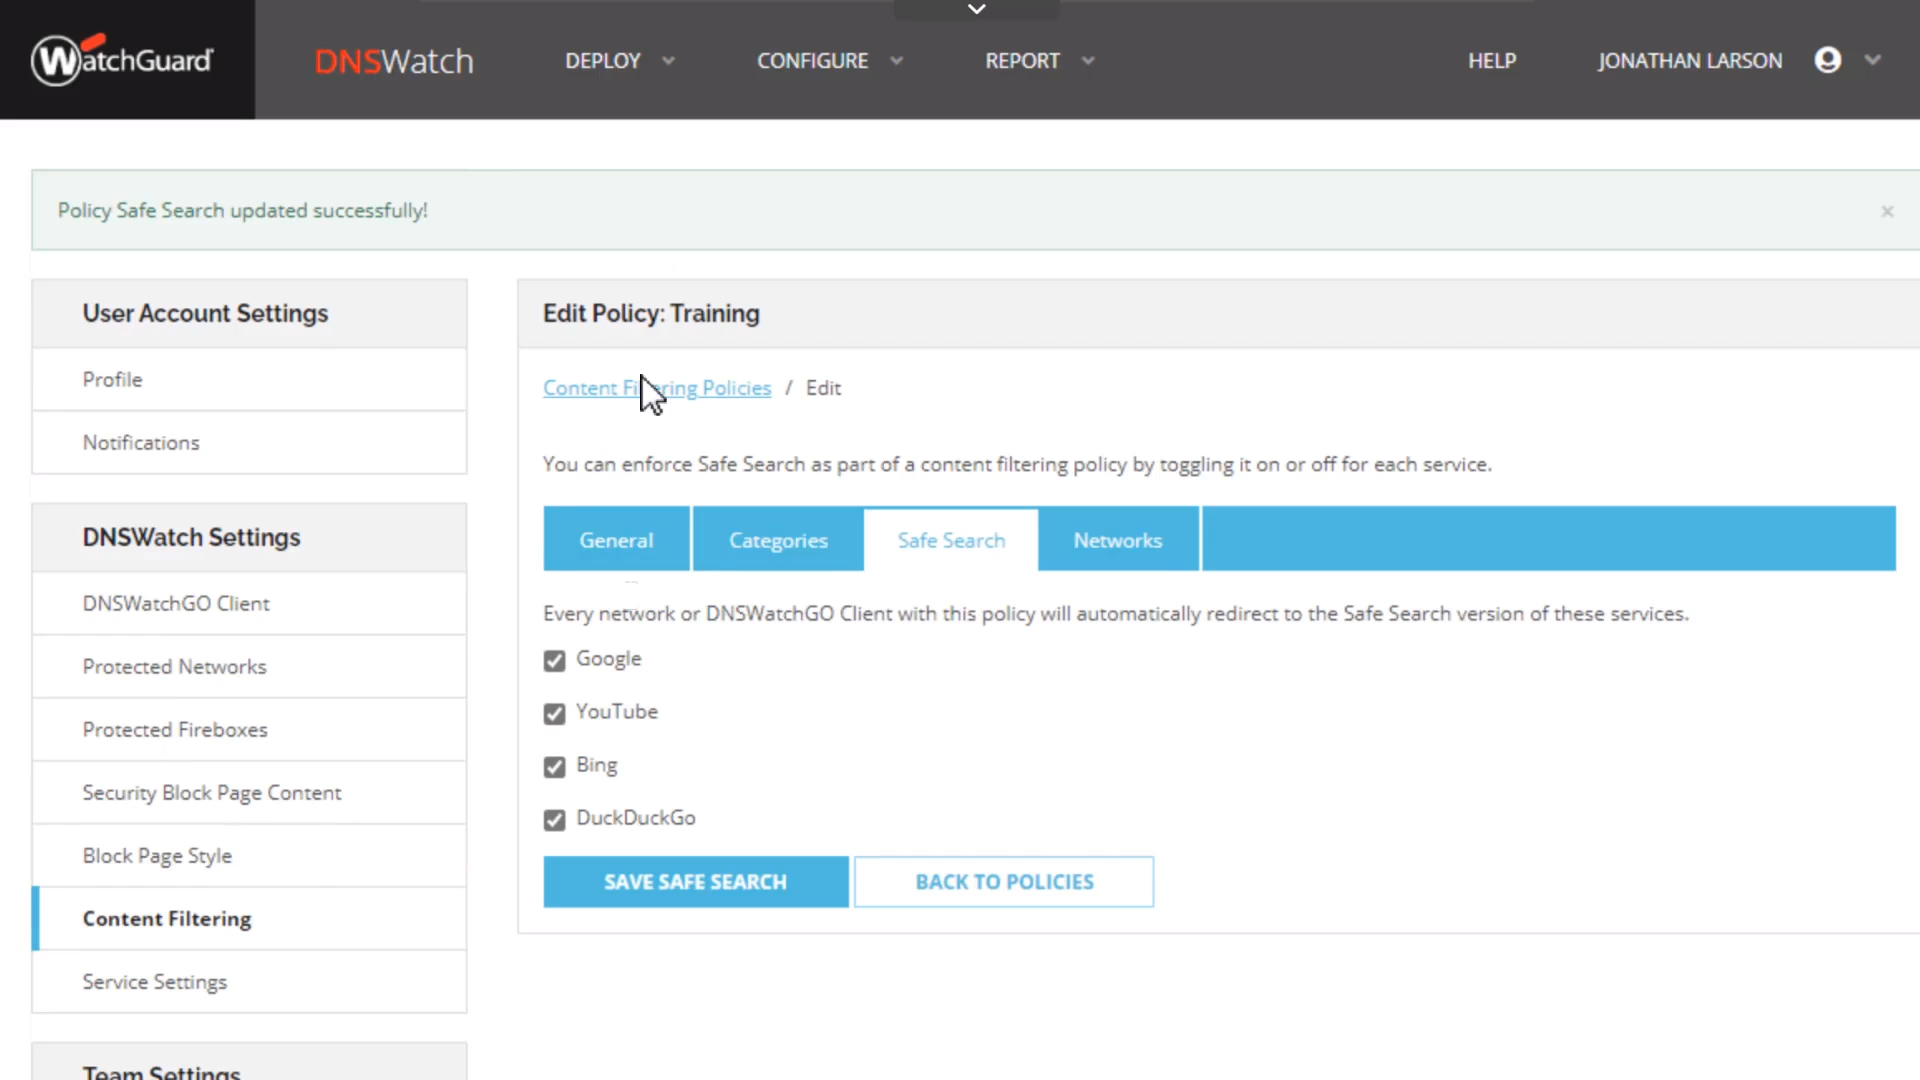 WatchGuard
DNSWatch
DEPLOY
CONFIGURE
REPORT
HELP
JONATHAN LARSON
Policy Safe Search updated successfully!
×
User Account Settings
Profile
Notifications
DNSWatch Settings
DNSWatchGO Client
Protected Networks
Protected Fireboxes
Security Block Page Content
Block Page Style
Content Filtering
Service Settings
Team Settings
Edit Policy: Training
Content Filtering Policies / Edit
You can enforce Safe Search as part of a content filtering policy by toggling it on or off for each service.
General
Categories
Safe Search
Networks
Every network or DNSWatchGO Client with this policy will automatically redirect to the Safe Search version of these services.
Google
YouTube
Bing
DuckDuckGo
SAVE SAFE SEARCH
BACK TO POLICIES